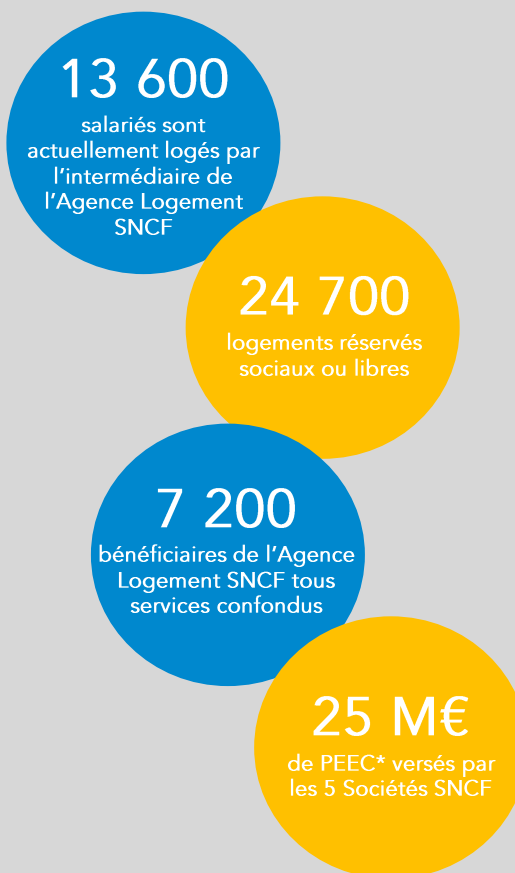 13 600
salariés sont
actuellement logés par
l’intermédiaire de
l’Agence Logement
SNCF
24 700
logements réservés
sociaux ou libres
7 200
bénéficiaires de l’Agence
Logement SNCF tous
services confondus
25 M€
de PEEC* versés par
les 5 Sociétés SNCF